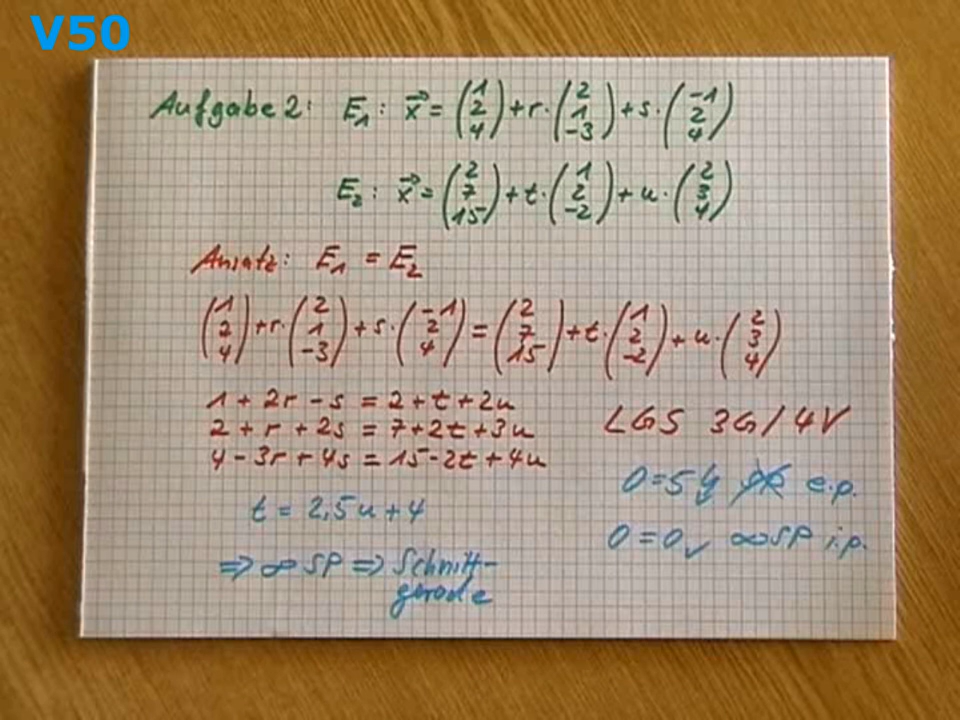 V50
Aufgabe 2: E₁: x⃗ = (1 2 4) + r · (2 1 -3) + s · (-1 2 4)
E₂: x⃗ = (2 7 15) + t · (1 2 -2) + u · (2 3 4)
Ansatz: E₁ = E₂
(1 2 4) + r · (2 1 -3) + s · (-1 2 4) = (2 7 15) + t · (1 2 -2) + u · (2 3 4)
1 + 2r - s = 2 + t + 2u
2 + r + 2s = 7 + 2t + 3u
4 - 3r + 4s = 15 - 2t + 4u
LGS 3G/4V
t = 2,5u + 4
⇒ ∞ SP ⇒ Schnitt-
gerade
0 = 5 ↯ e.p.
0 = 0 ✓ ∞ SP i.p.